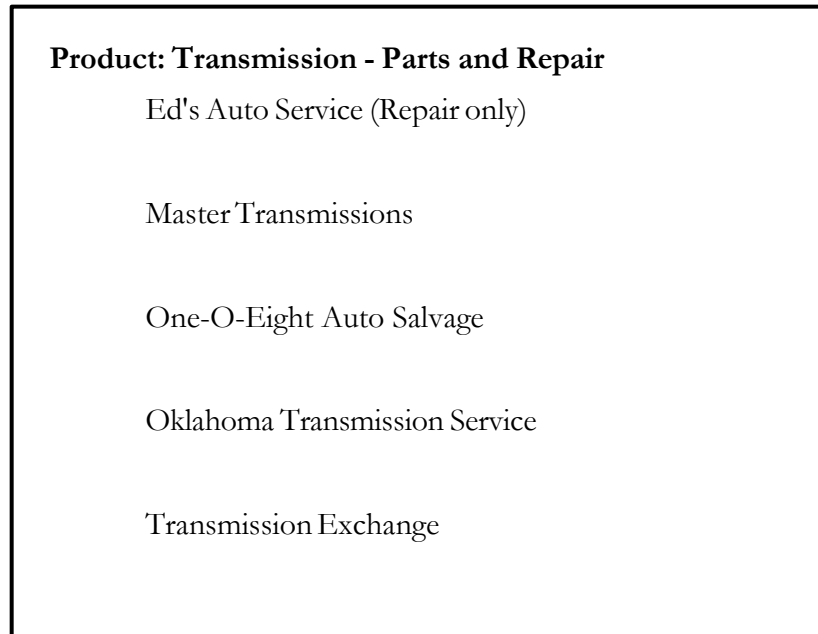 Product: Transmission - Parts and Repair
Ed's Auto Service (Repair only)
Master Transmissions
One-O-Eight Auto Salvage
Oklahoma Transmission Service
Transmission Exchange